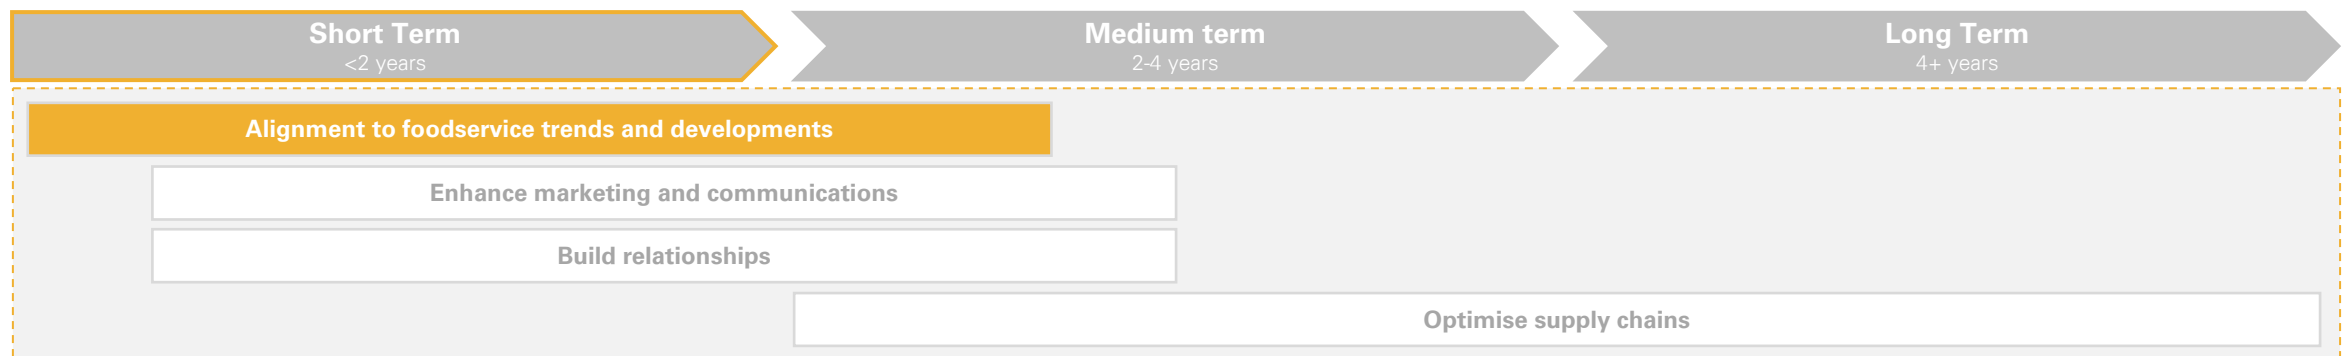 Short Term
<2 years
Medium term
2-4 years
Long Term
4+ years
Alignment to foodservice trends and developments
Enhance marketing and communications
Build relationships
Optimise supply chains